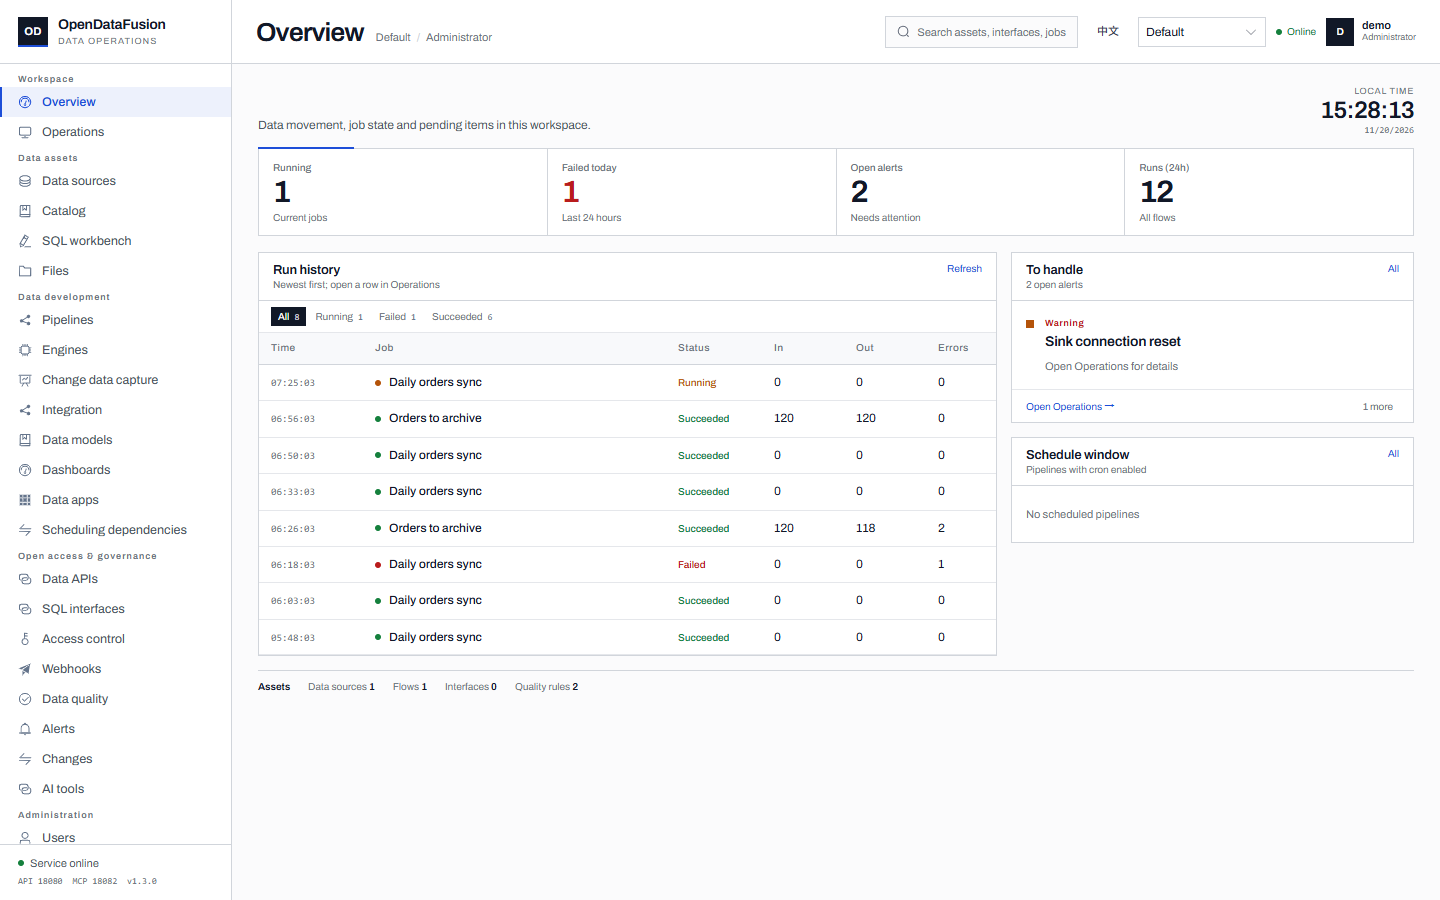 OD
OpenDataFusion
DATA OPERATIONS
Workspace
Overview
Operations
Data assets
Data sources
Catalog
SQL workbench
Files
Data development
Pipelines
Engines
Change data capture
Integration
Data models
Dashboards
Data apps
Scheduling dependencies
Open access & governance
Data APIs
SQL interfaces
Access control
Webhooks
Data quality
Alerts
Changes
AI tools
Administration
Users
Service online
API 18080 MCP 18082 v1.3.0
Overview Default / Administrator
Search assets, interfaces, jobs
中文
Default
Online
D
demo
Administrator
LOCAL TIME
15:28:13
11/20/2026
Data movement, job state and pending items in this workspace.
Running
1
Current jobs
Failed today
1
Last 24 hours
Open alerts
2
Needs attention
Runs (24h)
12
All flows
Run history
Newest first; open a row in Operations
Refresh
All 8 Running 1 Failed 1 Succeeded 6
Time Job Status In Out Errors
07:25:03 Daily orders sync Running 0 0 0
06:56:03 Orders to archive Succeeded 120 120 0
06:50:03 Daily orders sync Succeeded 0 0 0
06:33:03 Daily orders sync Succeeded 0 0 0
06:26:03 Orders to archive Succeeded 120 118 2
06:18:03 Daily orders sync Failed 0 0 1
06:03:03 Daily orders sync Succeeded 0 0 0
05:48:03 Daily orders sync Succeeded 0 0 0
To handle
2 open alerts
All
Warning
Sink connection reset
Open Operations for details
Open Operations → 1 more
Schedule window
Pipelines with cron enabled
All
No scheduled pipelines
Assets Data sources 1 Flows 1 Interfaces 0 Quality rules 2